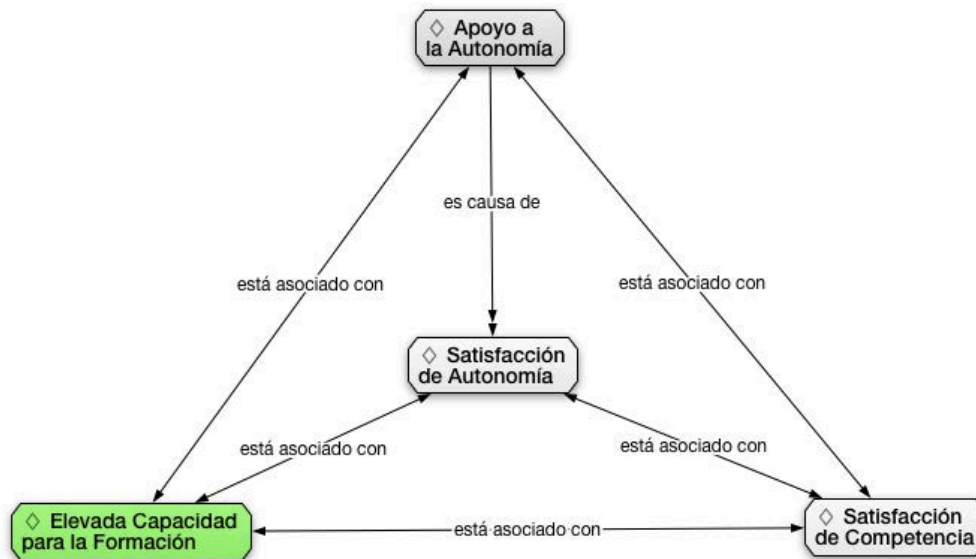 ◇ Apoyo a
la Autonomía
es causa de
está asociado con
está asociado con
◇ Satisfacción
de Autonomía
está asociado con
está asociado con
◇ Elevada Capacidad
para la Formación
está asociado con
◇ Satisfacción
de Competencia